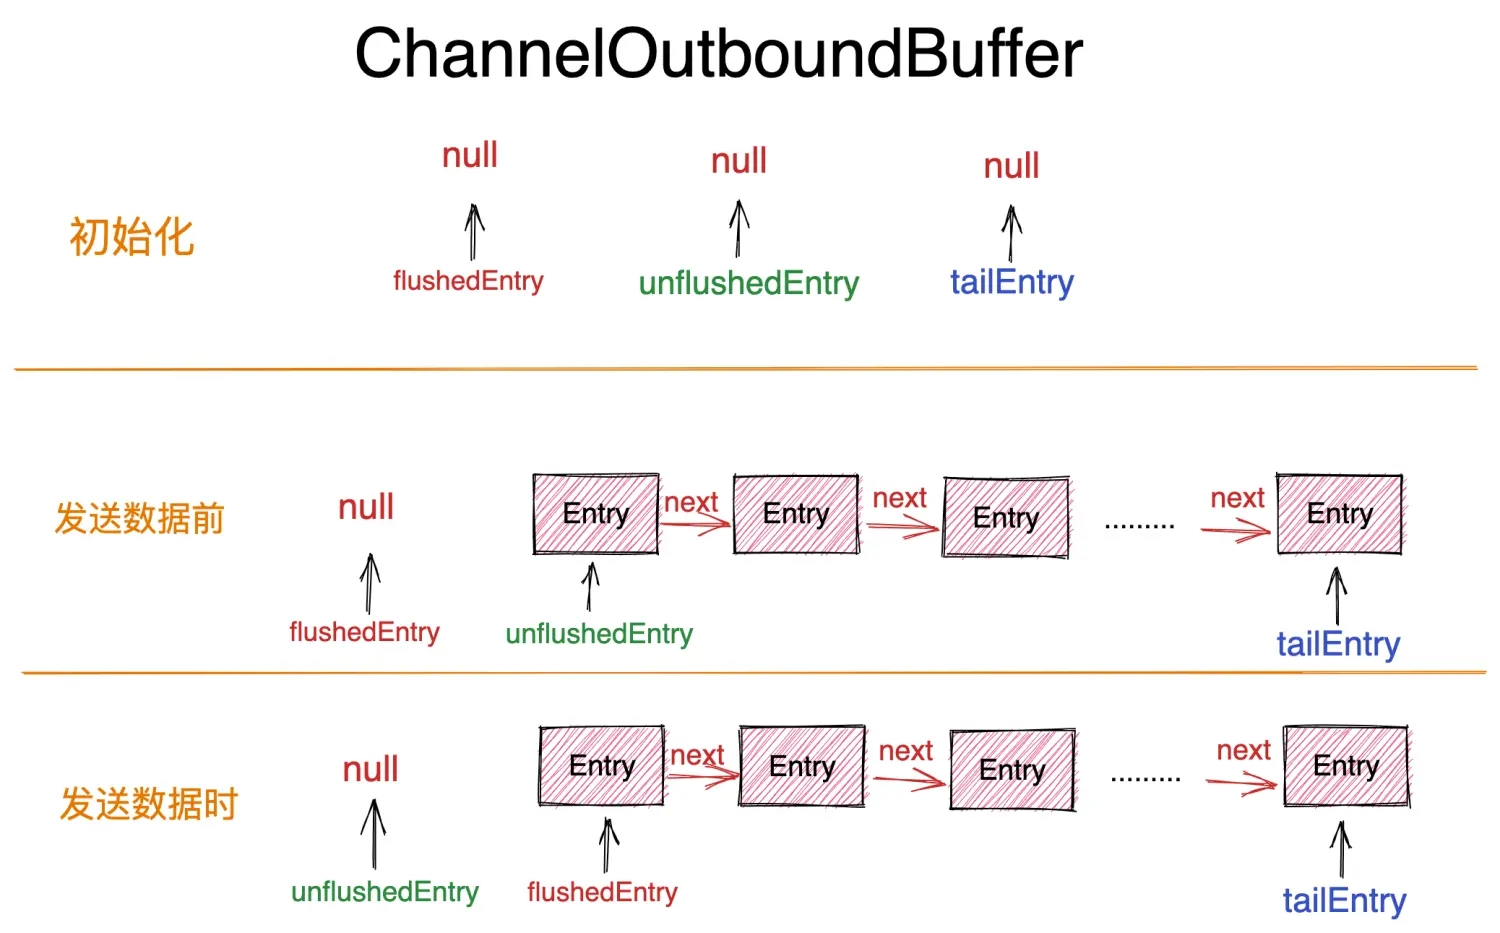 ChannelOutboundBuffer
null null null
初始化
flushedEntry unflushedEntry tailEntry
Entry next Entry next Entry ········· next Entry
发送数据前 null
flushedEntry unflushedEntry tailEntry
Entry next Entry next Entry ········· next Entry
null
发送数据时
unflushedEntry flushedEntry tailEntry